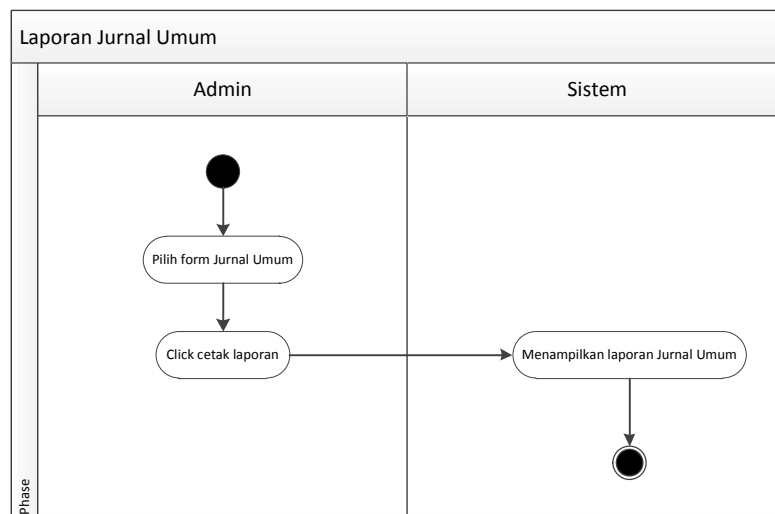 Laporan Jurnal Umum
Admin
Sistem
Pilih form Jurnal Umum
Click cetak laporan
Menampilkan laporan Jurnal Umum
Phase